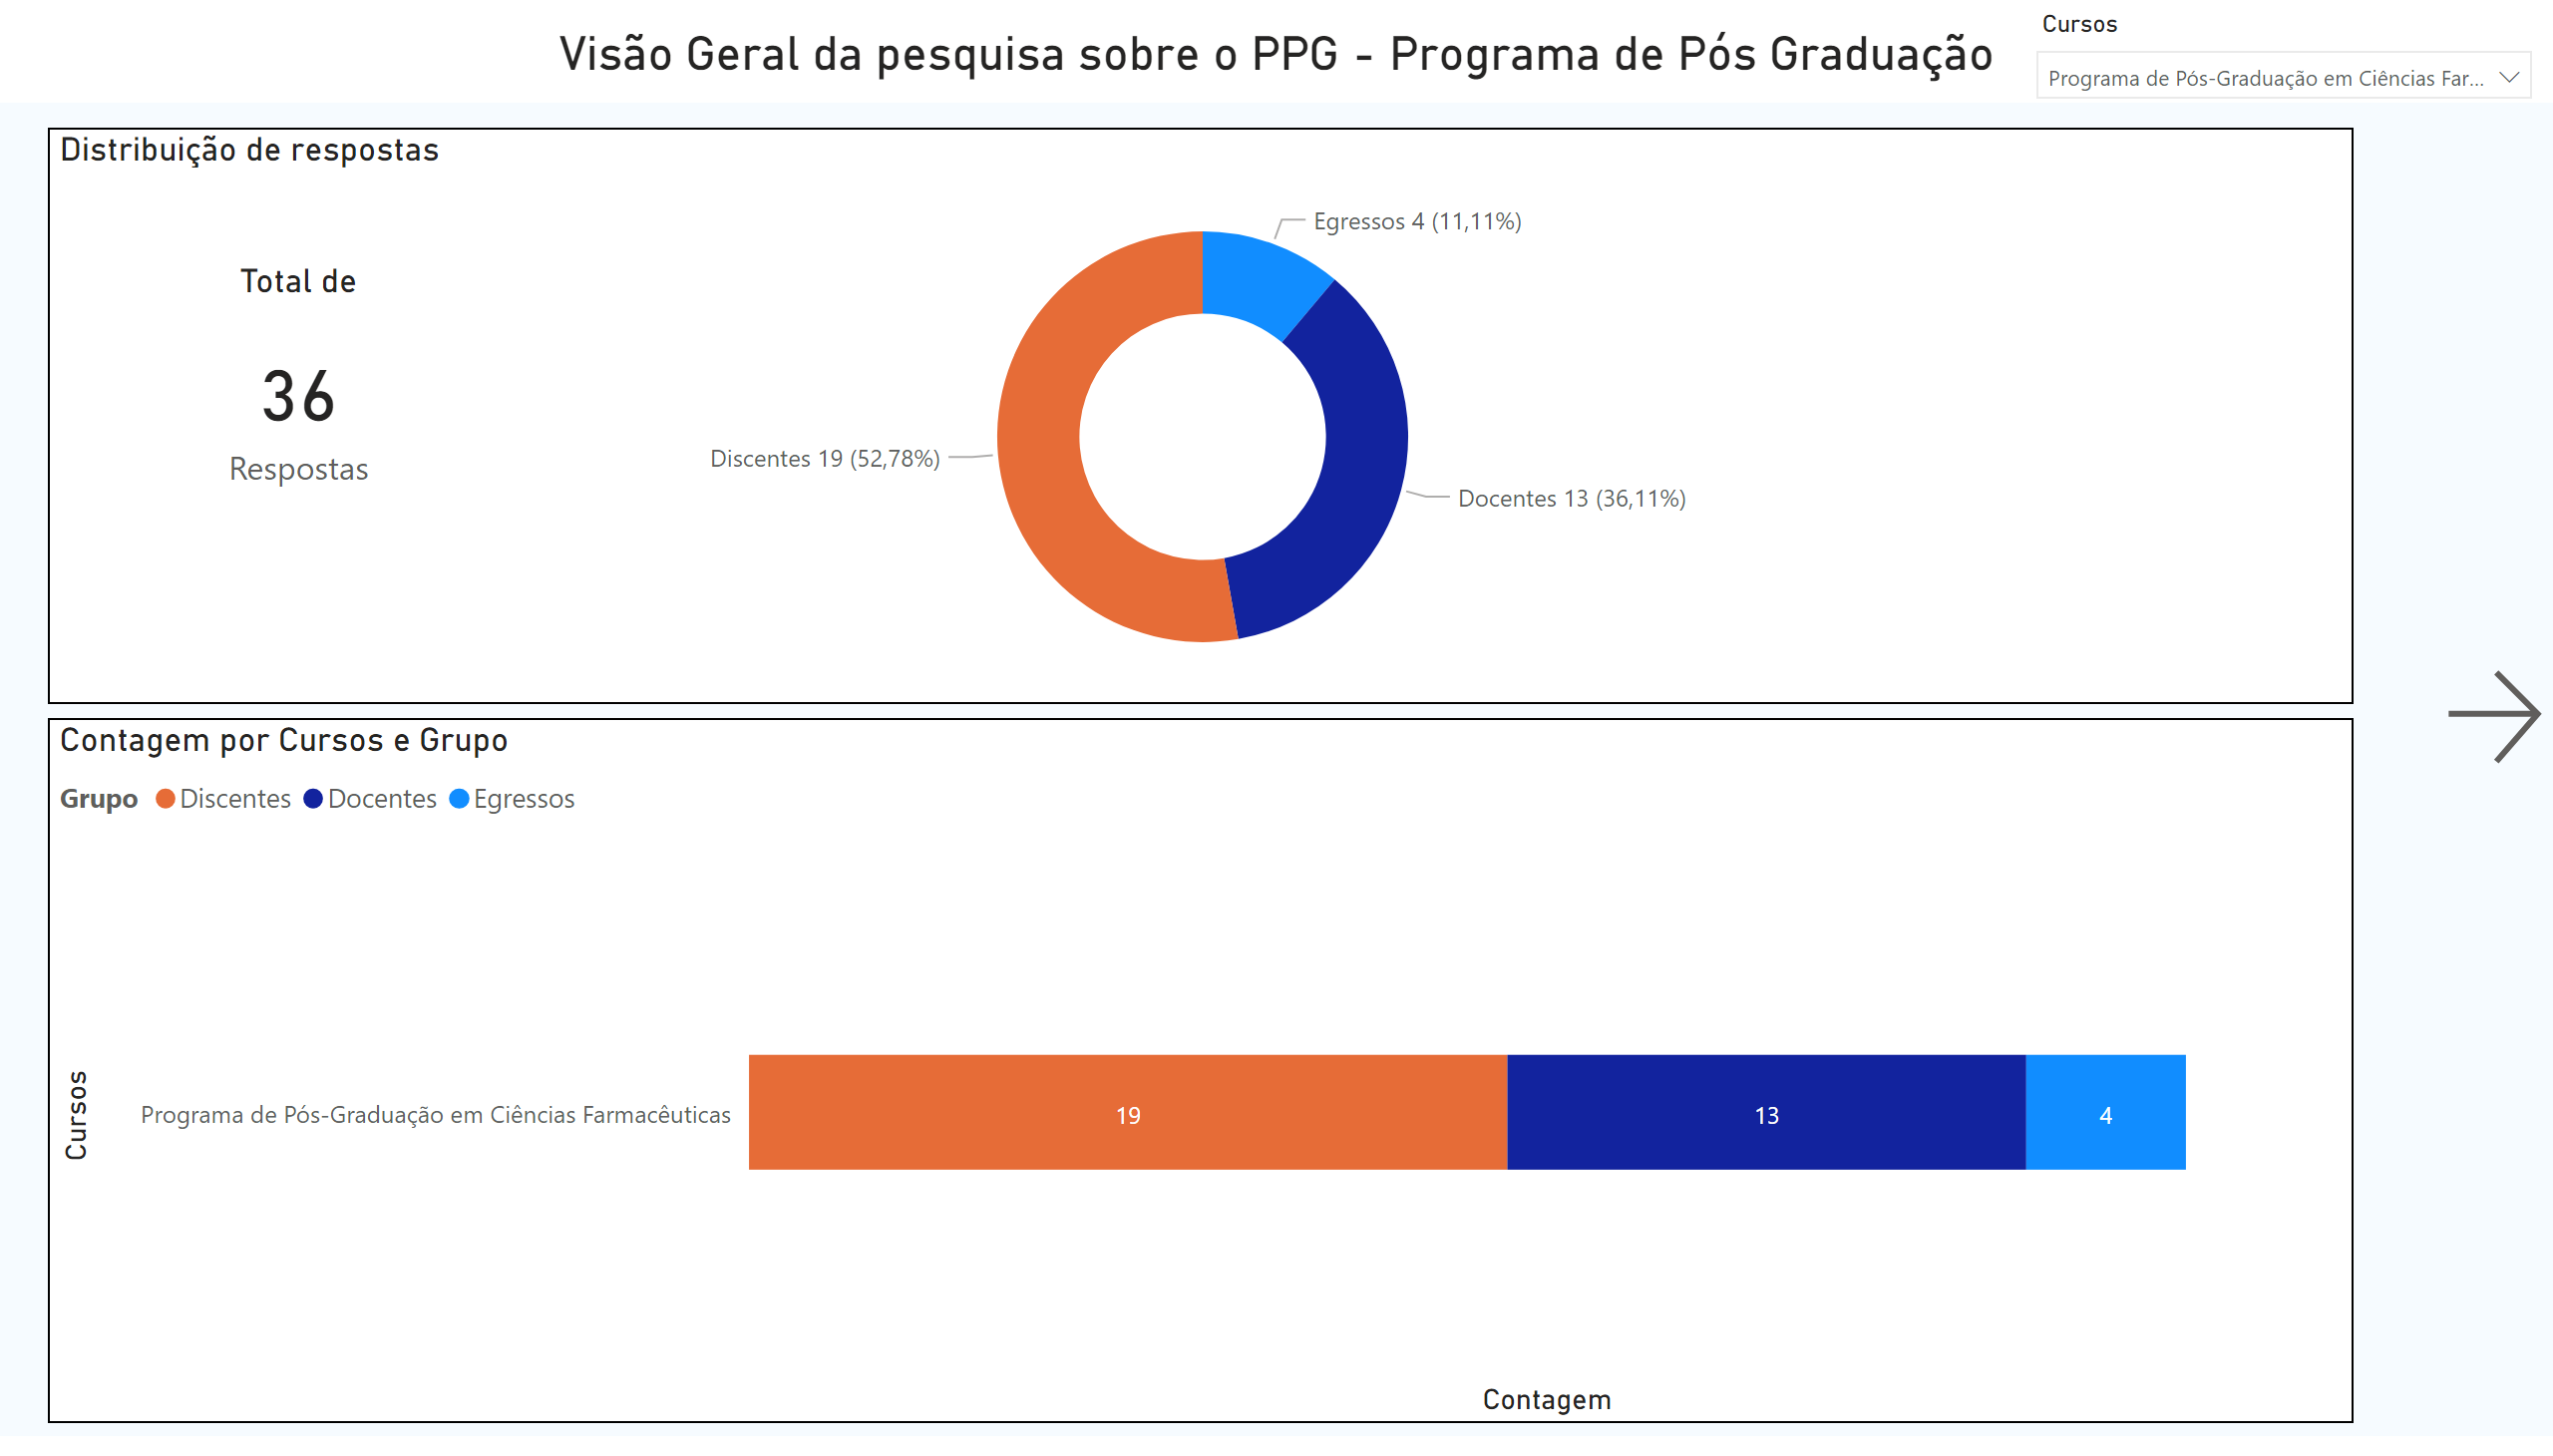 Visão Geral da pesquisa sobre o PPG - Programa de Pós Graduação
Cursos
Programa de Pós-Graduação em Ciências Far...
Distribuição de respostas
Total de
36
Respostas
Egressos 4 (11,11%)
Discentes 19 (52,78%)
Docentes 13 (36,11%)
Contagem por Cursos e Grupo
Grupo Discentes Docentes Egressos
Cursos
Programa de Pós-Graduação em Ciências Farmacêuticas
19 13 4
Contagem